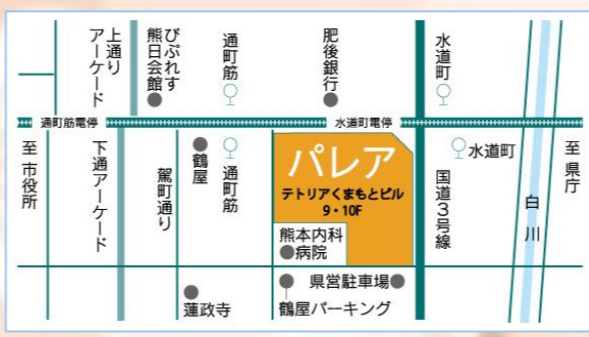 上通り
アーケード
びぷれす
熊日会館
通町筋
肥後銀行
水道町
通町筋電停
水道町電停
至市役所
下通アーケード
駕町通り
鶴屋
通町筋
パレア
テトリアくまもとビル
9・10F
熊本内科
病院
国道3号線
水道町
白川
至県庁
蓮政寺
県営駐車場
鶴屋パーキング